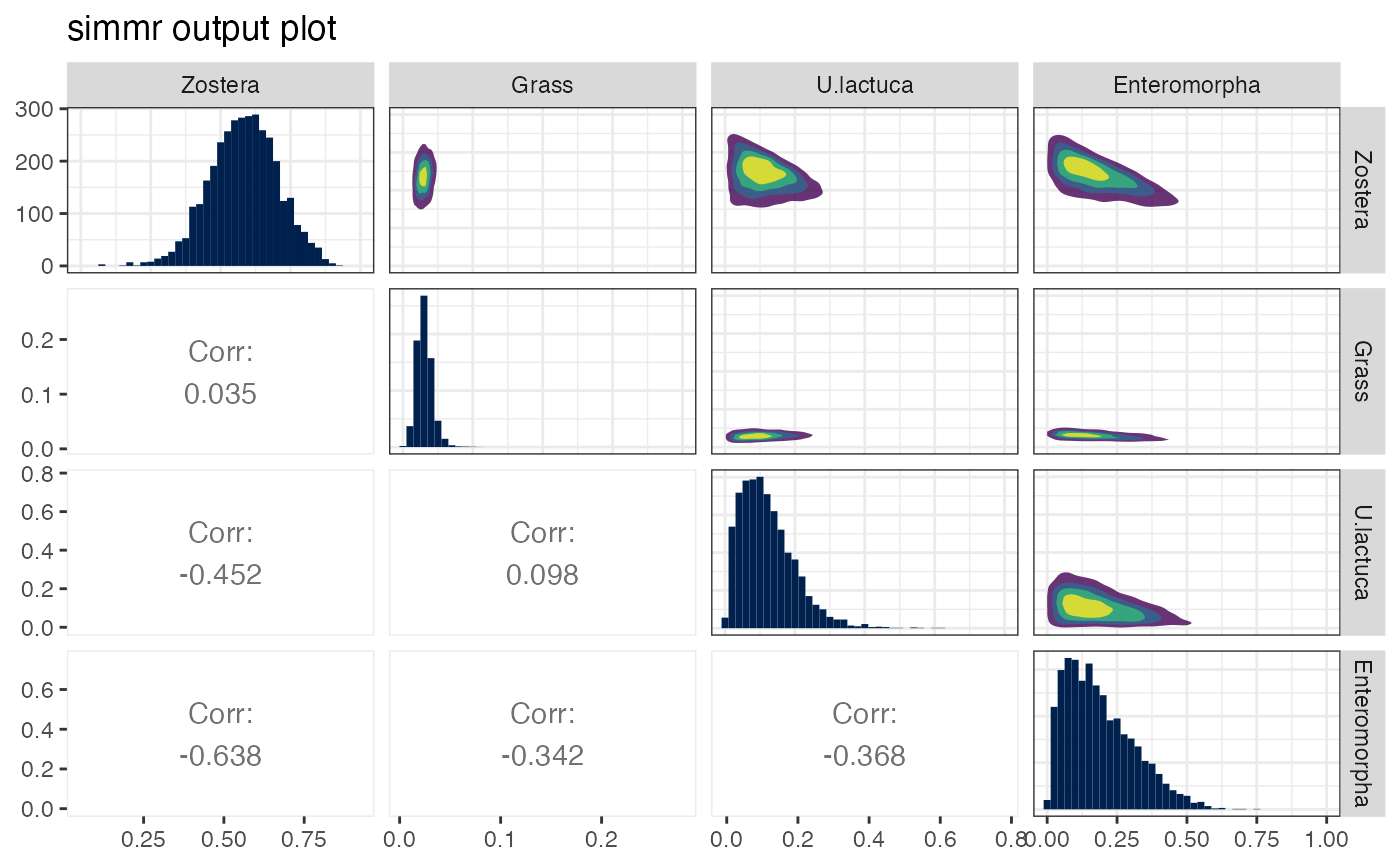 simmr output plot
Zostera Grass U.lactuca Enteromorpha
300
200
100
0
Zostera
0.2
0.1
0.0
Corr:
0.035
Grass
0.8
0.6
0.4
0.2
0.0
Corr:
-0.452
Corr:
0.098
U.lactuca
0.6
0.4
0.2
0.0
Corr:
-0.638
Corr:
-0.342
Corr:
-0.368
Enteromorpha
0.25 0.50 0.75 0.0 0.1 0.2 0.0 0.2 0.4 0.6 0.8 0.00 0.25 0.50 0.75 1.00